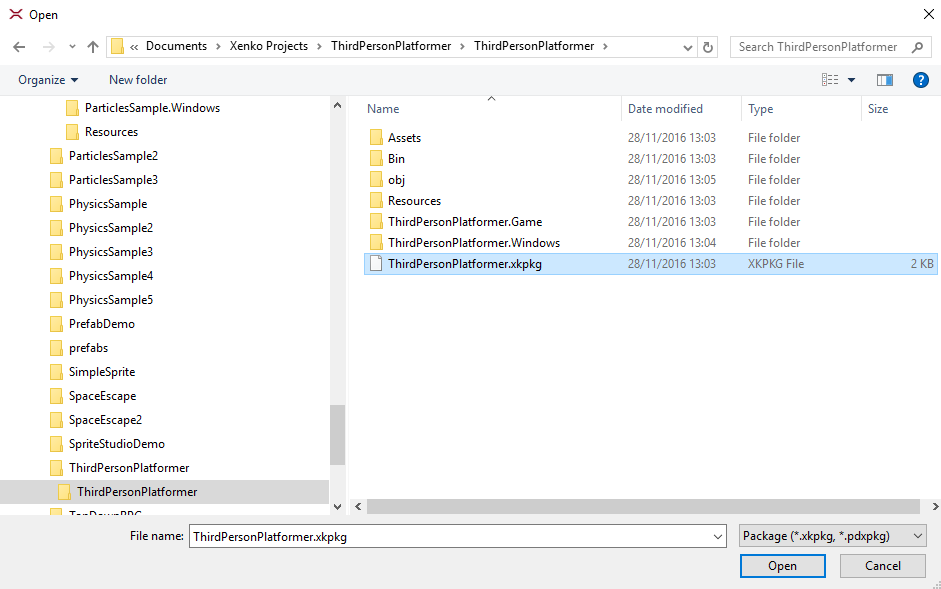 Open
« Documents > Xenko Projects > ThirdPersonPlatformer > ThirdPersonPlatformer >
Search ThirdPersonPlatformer
Organize
New folder
?
ParticlesSample.Windows
Resources
ParticlesSample2
ParticlesSample3
PhysicsSample
PhysicsSample2
PhysicsSample3
PhysicsSample4
PhysicsSample5
PrefabDemo
prefabs
SimpleSprite
SpaceEscape
SpaceEscape2
SpriteStudioDemo
ThirdPersonPlatformer
ThirdPersonPlatformer
TopDownRPG
Name Date modified Type Size
Assets 28/11/2016 13:03 File folder
Bin 28/11/2016 13:03 File folder
obj 28/11/2016 13:05 File folder
Resources 28/11/2016 13:03 File folder
ThirdPersonPlatformer.Game 28/11/2016 13:03 File folder
ThirdPersonPlatformer.Windows 28/11/2016 13:04 File folder
ThirdPersonPlatformer.xkpkg 28/11/2016 13:03 XKPKG File 2 KB
File name: ThirdPersonPlatformer.xkpkg
Package (*.xkpkg, *.pdxpkg)
Open
Cancel